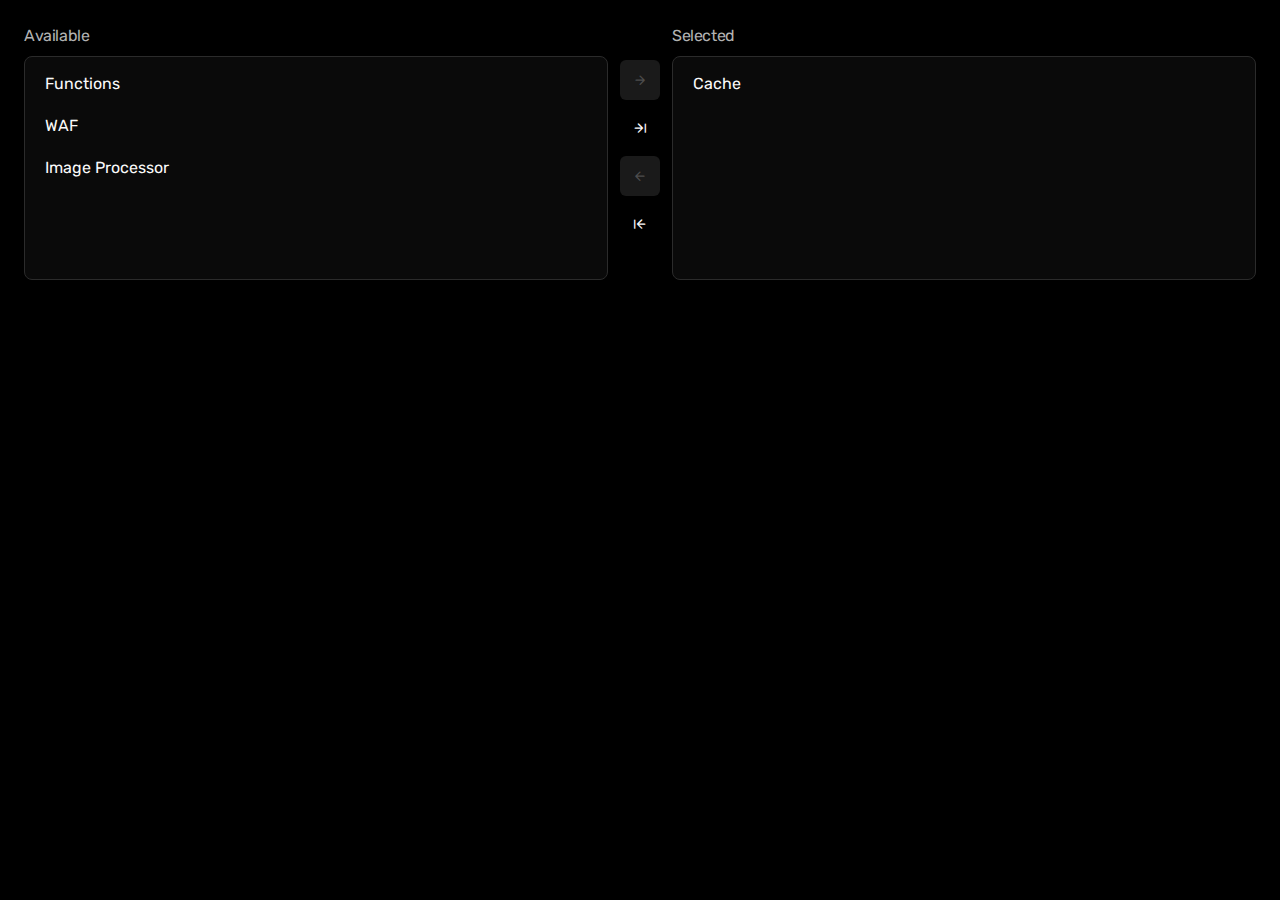 Available
Functions
WAF
Image Processor
Selected
Cache